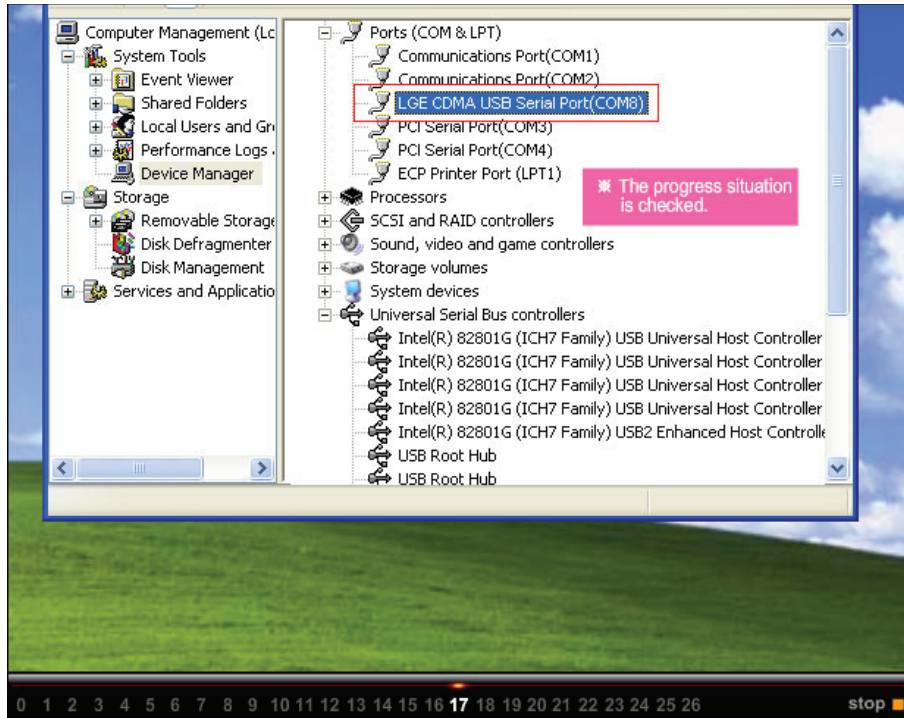 Computer Management (Lc
System Tools
Event Viewer
Shared Folders
Local Users and Gr
Performance Logs .
Device Manager
Storage
Removable Storage
Disk Defragmenter
Disk Management
Services and Applicatio
Ports (COM & LPT)
Communications Port(COM1)
Communications Port(COM2)
LGE CDMA USB Serial Port(COM8)
PCI Serial Port(COM3)
PCI Serial Port(COM4)
ECP Printer Port (LPT1)
Processors
SCSI and RAID controllers
Sound, video and game controllers
Storage volumes
System devices
Universal Serial Bus controllers
Intel(R) 82801G (ICH7 Family) USB Universal Host Controller
Intel(R) 82801G (ICH7 Family) USB Universal Host Controller
Intel(R) 82801G (ICH7 Family) USB Universal Host Controller
Intel(R) 82801G (ICH7 Family) USB Universal Host Controller
Intel(R) 82801G (ICH7 Family) USB2 Enhanced Host Controlle
USB Root Hub
USB Root Hub
※ The progress situation
is checked.
0 1 2 3 4 5 6 7 8 9 10 11 12 13 14 15 16 17 18 19 20 21 22 23 24 25 26 stop